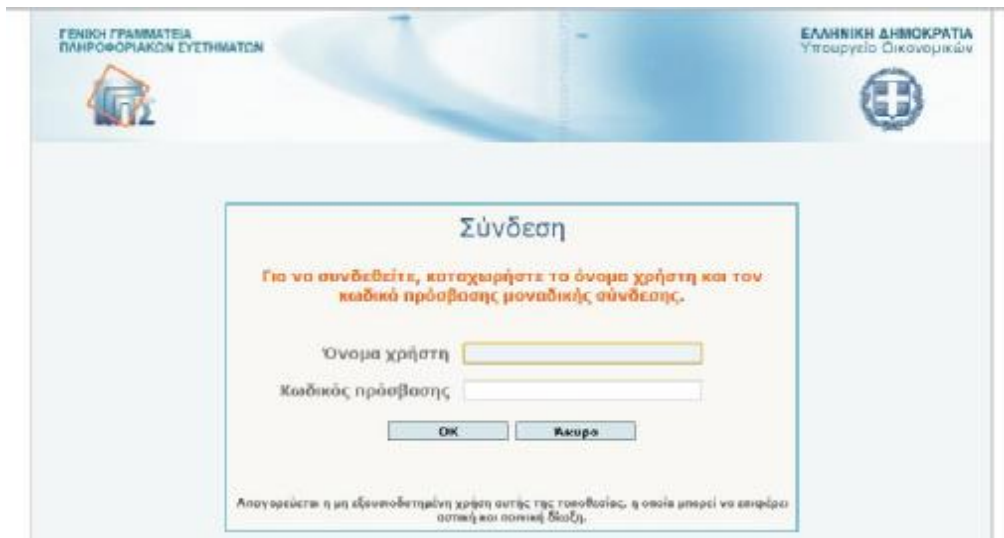 ΓΕΝΙΚΗ ΓΡΑΜΜΑΤΕΙΑ
ΠΛΗΡΟΦΟΡΙΑΚΩΝ ΣΥΣΤΗΜΑΤΩΝ
ΕΛΛΗΝΙΚΗ ΔΗΜΟΚΡΑΤΙΑ
Υπουργείο Οικονομικών
ΓΠΣ
Σύνδεση
Για να συνδεθείτε, καταχωρήστε το όνομα χρήστη και τον
κωδικό πρόσβασης μοναδικής σύνδεσης.
Όνομα χρήστη
Κωδικός πρόσβασης
OK
Άκυρο
Απαγορεύεται η μη εξουσιοδοτημένη χρήση αυτής της τοποθεσίας, η οποία μπορεί να επιφέρει
αστική και ποινική δίωξη.